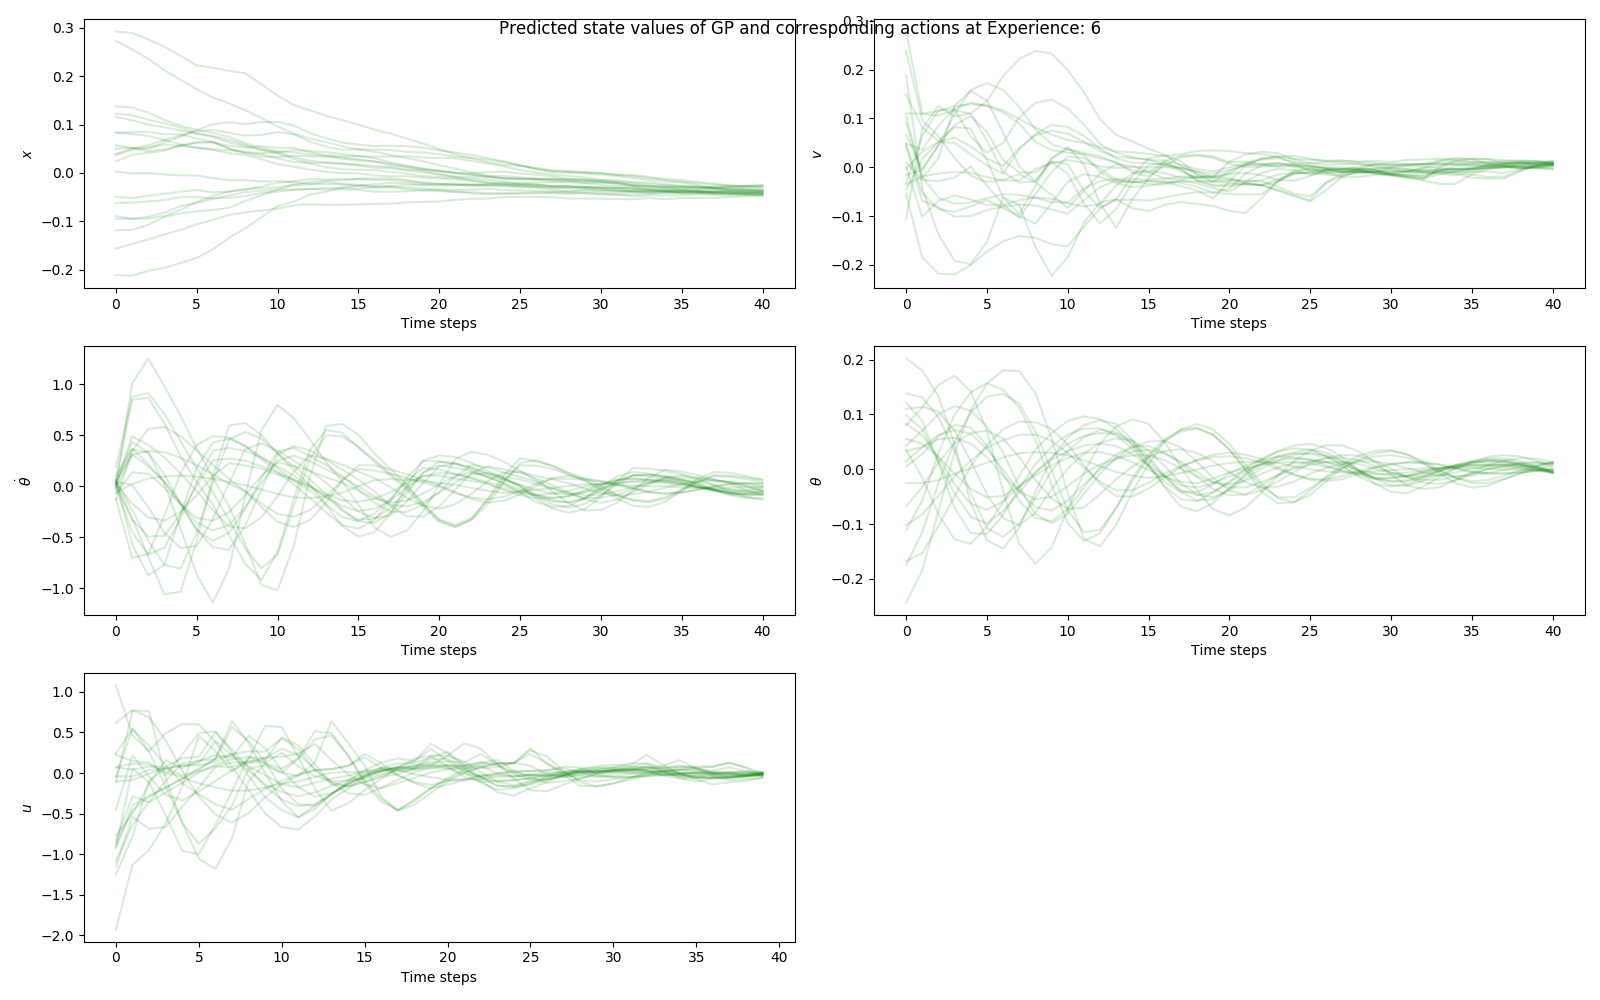 Predicted state values of GP and corresponding actions at Experience: 6
0.3
0.2
0.1
0.0
−0.1
−0.2
x
0 5 10 15 20 25 30 35 40
Time steps
0.3
0.2
0.1
0.0
−0.1
−0.2
v
0 5 10 15 20 25 30 35 40
Time steps
1.0
0.5
0.0
−0.5
−1.0
θ̇
0 5 10 15 20 25 30 35 40
Time steps
0.2
0.1
0.0
−0.1
−0.2
θ
0 5 10 15 20 25 30 35 40
Time steps
1.0
0.5
0.0
−0.5
−1.0
−1.5
−2.0
u
0 5 10 15 20 25 30 35 40
Time steps